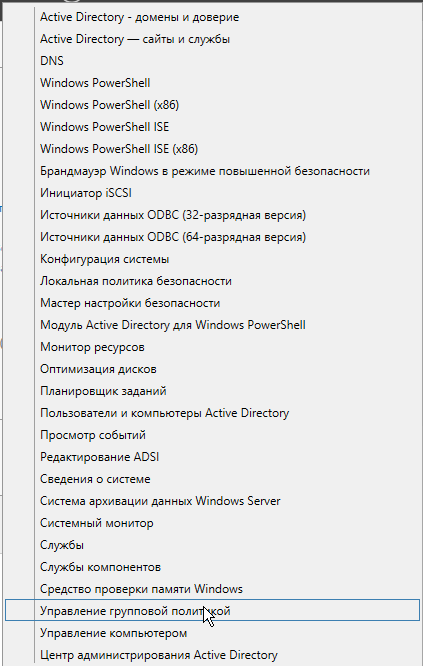 Active Directory - домены и доверие
Active Directory — сайты и службы
DNS
Windows PowerShell
Windows PowerShell (x86)
Windows PowerShell ISE
Windows PowerShell ISE (x86)
Брандмауэр Windows в режиме повышенной безопасности
Инициатор iSCSI
Источники данных ODBC (32-разрядная версия)
Источники данных ODBC (64-разрядная версия)
Конфигурация системы
Локальная политика безопасности
Мастер настройки безопасности
Модуль Active Directory для Windows PowerShell
Монитор ресурсов
Оптимизация дисков
Планировщик заданий
Пользователи и компьютеры Active Directory
Просмотр событий
Редактирование ADSI
Сведения о системе
Система архивации данных Windows Server
Системный монитор
Службы
Службы компонентов
Средство проверки памяти Windows
Управление групповой политикой
Управление компьютером
Центр администрирования Active Directory